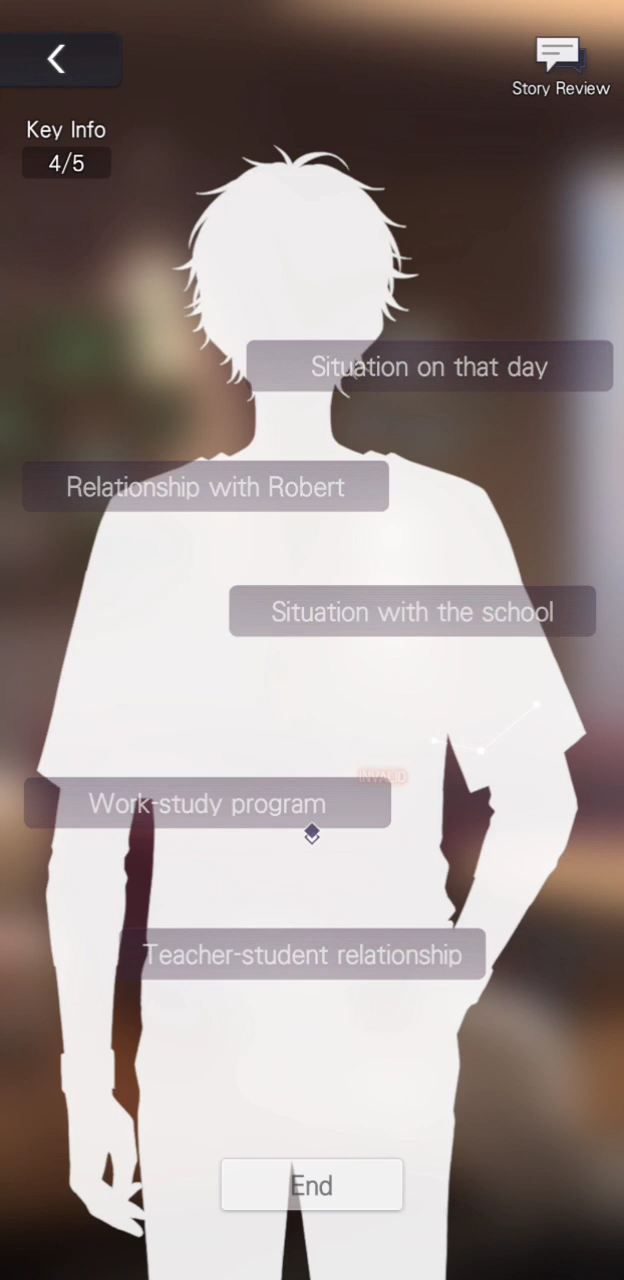 Story Review
Key Info
4/5
Situation on that day
Relationship with Robert
Situation with the school
INVALID
Work-study program
Teacher-student relationship
End